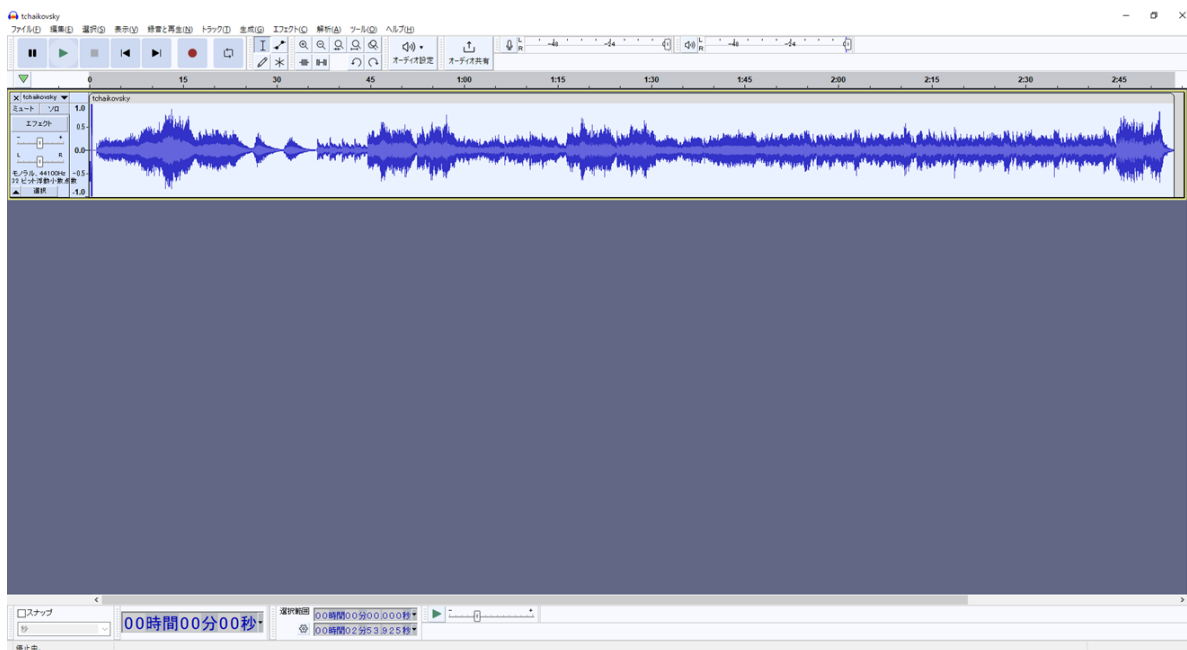 tchaikovsky
ファイル(F) 編集(E) 選択(S) 表示(V) 録音と再生(N) トラック(T) 生成(G) エフェクト(C) 解析(A) ツール(O) ヘルプ(H)
オーディオ設定 オーディオ共有
L R -48 -24 0 L R -48 -24 0
0 15 30 45 1:00 1:15 1:30 1:45 2:00 2:15 2:30 2:45
× tchaikovsky tchaikovsky
ミュート ソロ 1.0
エフェクト 0.5
- + 0.0
L R
モノラル, 44100Hz -0.5
32 ビット浮動小数点数
選択 -1.0
スナップ
秒
00時間00分00秒
選択範囲
00時間00分00.000秒
00時間02分53.925秒
- +
停止中.